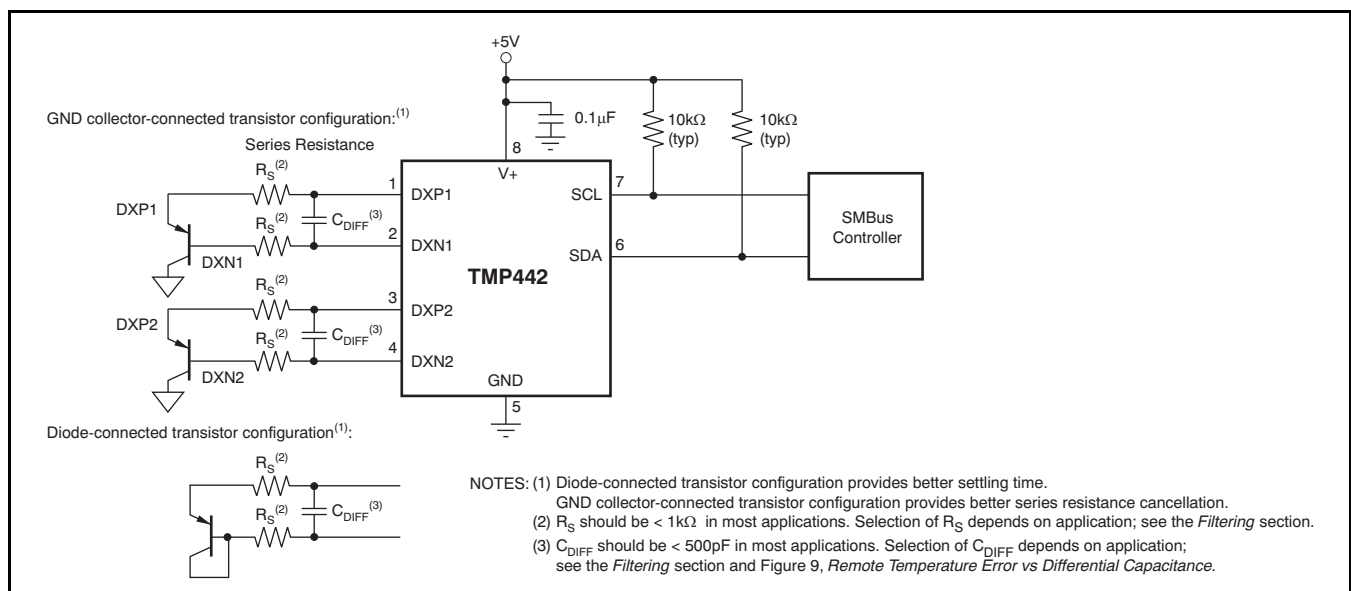 +5V
GND collector-connected transistor configuration:(1)
Series Resistance
0.1μF
10kΩ
(typ)
10kΩ
(typ)
8
V+
RS(2)
1
DXP1
SCL
7
DXP1
CDIFF(3)
SMBus
Controller
RS(2)
2
DXN1
DXN1
SDA
6
TMP442
RS(2)
3
DXP2
DXP2
CDIFF(3)
RS(2)
4
DXN2
DXN2
GND
5
Diode-connected transistor configuration(1):
RS(2)
CDIFF(3)
RS(2)
NOTES: (1) Diode-connected transistor configuration provides better settling time.
GND collector-connected transistor configuration provides better series resistance cancellation.
(2) RS should be < 1kΩ in most applications. Selection of RS depends on application; see the Filtering section.
(3) CDIFF should be < 500pF in most applications. Selection of CDIFF depends on application;
see the Filtering section and Figure 9, Remote Temperature Error vs Differential Capacitance.